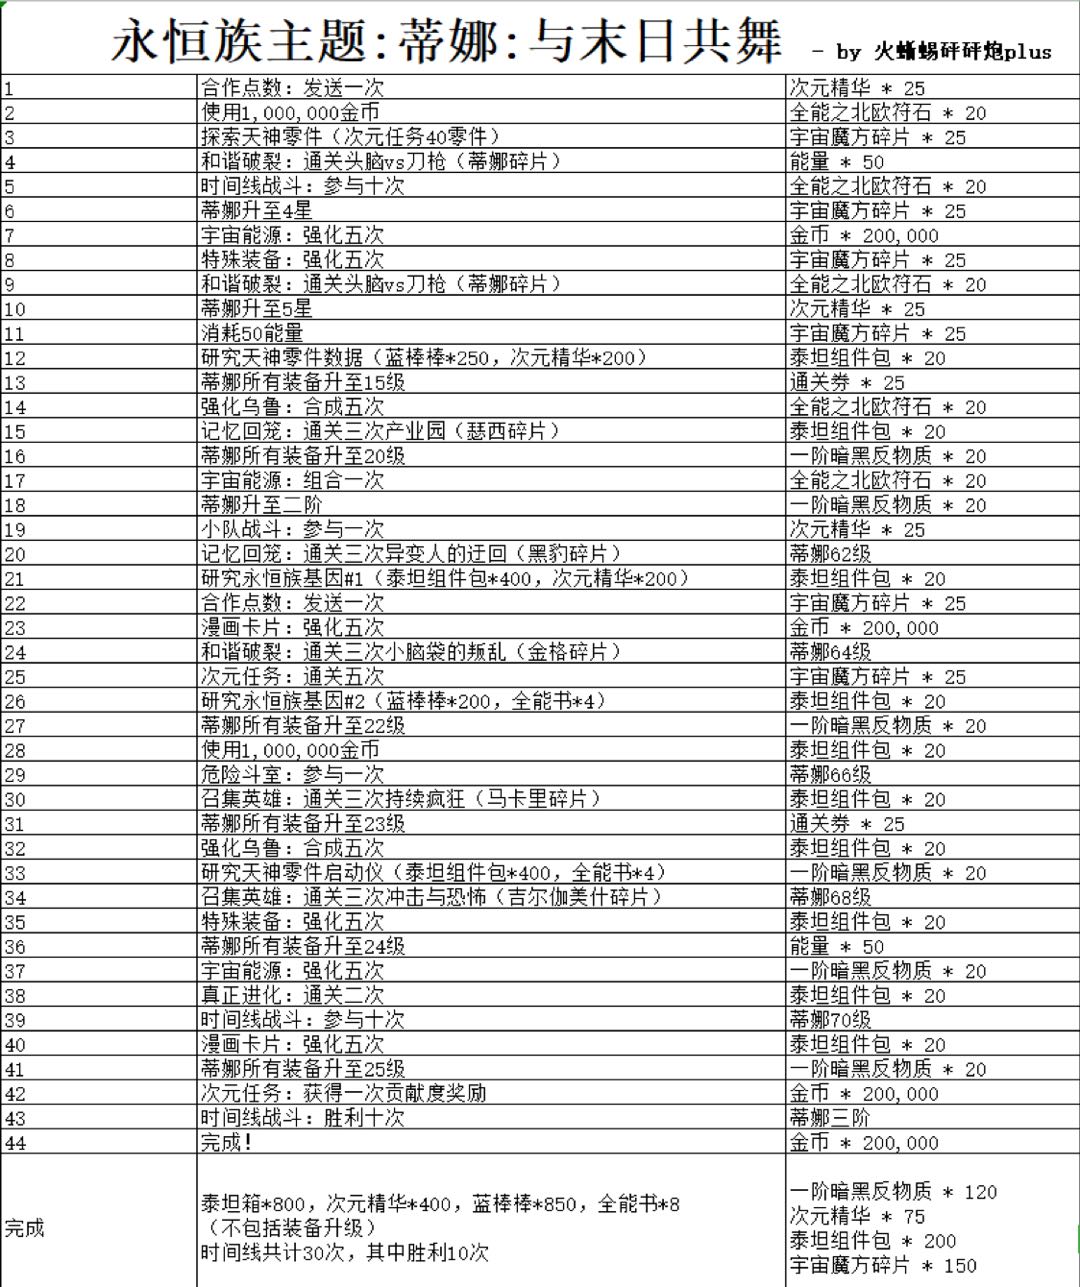 永恒族主题:蒂娜:与末日共舞 - by 火蜥蜴砰砰炮plus
1 合作点数：发送一次 次元精华 * 25
2 使用1,000,000金币 全能之北欧符石 * 20
3 探索天神零件（次元任务40零件） 宇宙魔方碎片 * 25
4 和谐破裂：通关头脑vs刀枪（蒂娜碎片） 能量 * 50
5 时间线战斗：参与十次 全能之北欧符石 * 20
6 蒂娜升至4星 宇宙魔方碎片 * 25
7 宇宙能源：强化五次 金币 * 200,000
8 特殊装备：强化五次 宇宙魔方碎片 * 25
9 和谐破裂：通关头脑vs刀枪（蒂娜碎片） 全能之北欧符石 * 20
10 蒂娜升至5星 次元精华 * 25
11 消耗50能量 宇宙魔方碎片 * 25
12 研究天神零件数据（蓝棒棒*250，次元精华*200） 泰坦组件包 * 20
13 蒂娜所有装备升至15级 通关券 * 25
14 强化乌鲁：合成五次 全能之北欧符石 * 20
15 记忆回笼：通关三次产业园（瑟西碎片） 泰坦组件包 * 20
16 蒂娜所有装备升至20级 一阶暗黑反物质 * 20
17 宇宙能源：组合一次 全能之北欧符石 * 20
18 蒂娜升至二阶 一阶暗黑反物质 * 20
19 小队战斗：参与一次 次元精华 * 25
20 记忆回笼：通关三次异变人的迂回（黑豹碎片） 蒂娜62级
21 研究永恒族基因#1（泰坦组件包*400，次元精华*200） 泰坦组件包 * 20
22 合作点数：发送一次 宇宙魔方碎片 * 25
23 漫画卡片：强化五次 金币 * 200,000
24 和谐破裂：通关三次小脑袋的叛乱（金格碎片） 蒂娜64级
25 次元任务：通关五次 宇宙魔方碎片 * 25
26 研究永恒族基因#2（蓝棒棒*200，全能书*4） 泰坦组件包 * 20
27 蒂娜所有装备升至22级 一阶暗黑反物质 * 20
28 使用1,000,000金币 泰坦组件包 * 20
29 危险斗室：参与一次 蒂娜66级
30 召集英雄：通关三次持续疯狂（马卡里碎片） 泰坦组件包 * 20
31 蒂娜所有装备升至23级 通关券 * 25
32 强化乌鲁：合成五次 泰坦组件包 * 20
33 研究天神零件启动仪（泰坦组件包*400，全能书*4） 一阶暗黑反物质 * 20
34 召集英雄：通关三次冲击与恐怖（吉尔伽美什碎片） 蒂娜68级
35 特殊装备：强化五次 泰坦组件包 * 20
36 蒂娜所有装备升至24级 能量 * 50
37 宇宙能源：强化五次 一阶暗黑反物质 * 20
38 真正进化：通关二次 泰坦组件包 * 20
39 时间线战斗：参与十次 蒂娜70级
40 漫画卡片：强化五次 泰坦组件包 * 20
41 蒂娜所有装备升至25级 一阶暗黑反物质 * 20
42 次元任务：获得一次贡献度奖励 金币 * 200,000
43 时间线战斗：胜利十次 蒂娜三阶
44 完成！ 金币 * 200,000
完成
泰坦箱*800，次元精华*400，蓝棒棒*850，全能书*8
（不包括装备升级）
时间线共计30次，其中胜利10次
一阶暗黑反物质 * 120
次元精华 * 75
泰坦组件包 * 200
宇宙魔方碎片 * 150